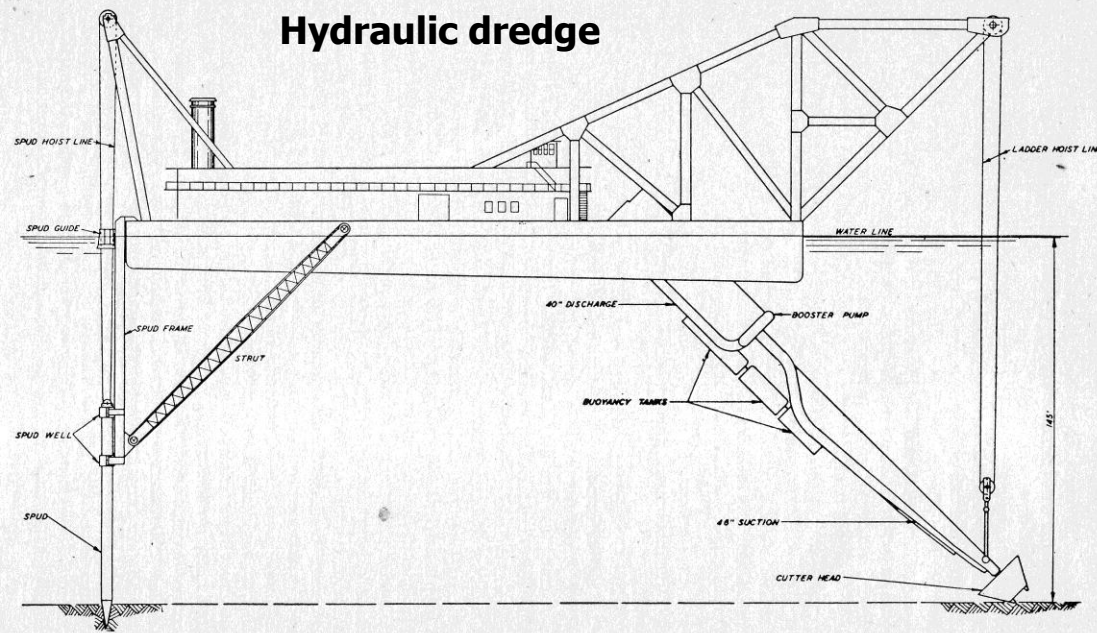 Hydraulic dredge
SPUD HOIST LINE
LADDER HOIST LINE
SPUD GUIDE
WATER LINE
40" DISCHARGE
BOOSTER PUMP
SPUD FRAME
STRUT
BUOYANCY TANKS
145'
SPUD WELL
SPUD
46" SUCTION
CUTTER HEAD